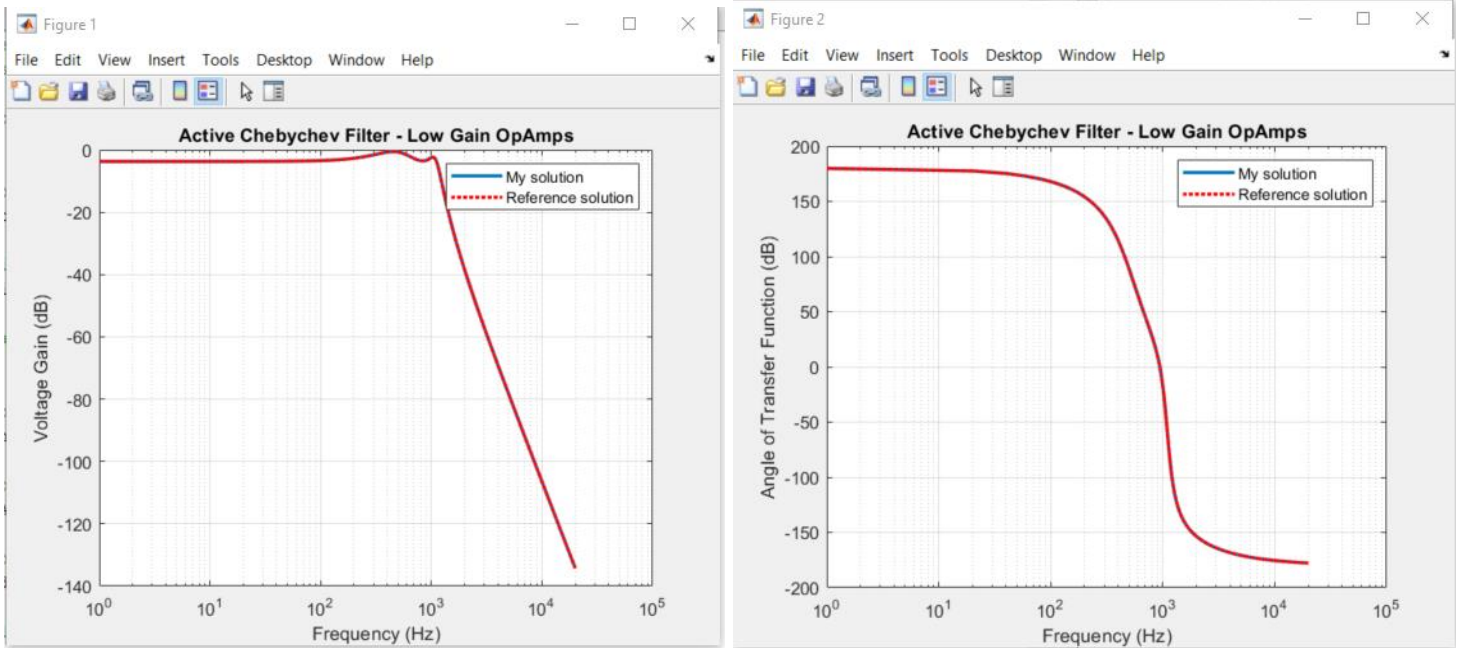 Figure 1
File Edit View Insert Tools Desktop Window Help
Active Chebychev Filter - Low Gain OpAmps
My solution
Reference solution
Voltage Gain (dB)
0
-20
-40
-60
-80
-100
-120
-140
10^0 10^1 10^2 10^3 10^4 10^5
Frequency (Hz)
Figure 2
File Edit View Insert Tools Desktop Window Help
Active Chebychev Filter - Low Gain OpAmps
My solution
Reference solution
Angle of Transfer Function (dB)
200
150
100
50
0
-50
-100
-150
-200
10^0 10^1 10^2 10^3 10^4 10^5
Frequency (Hz)